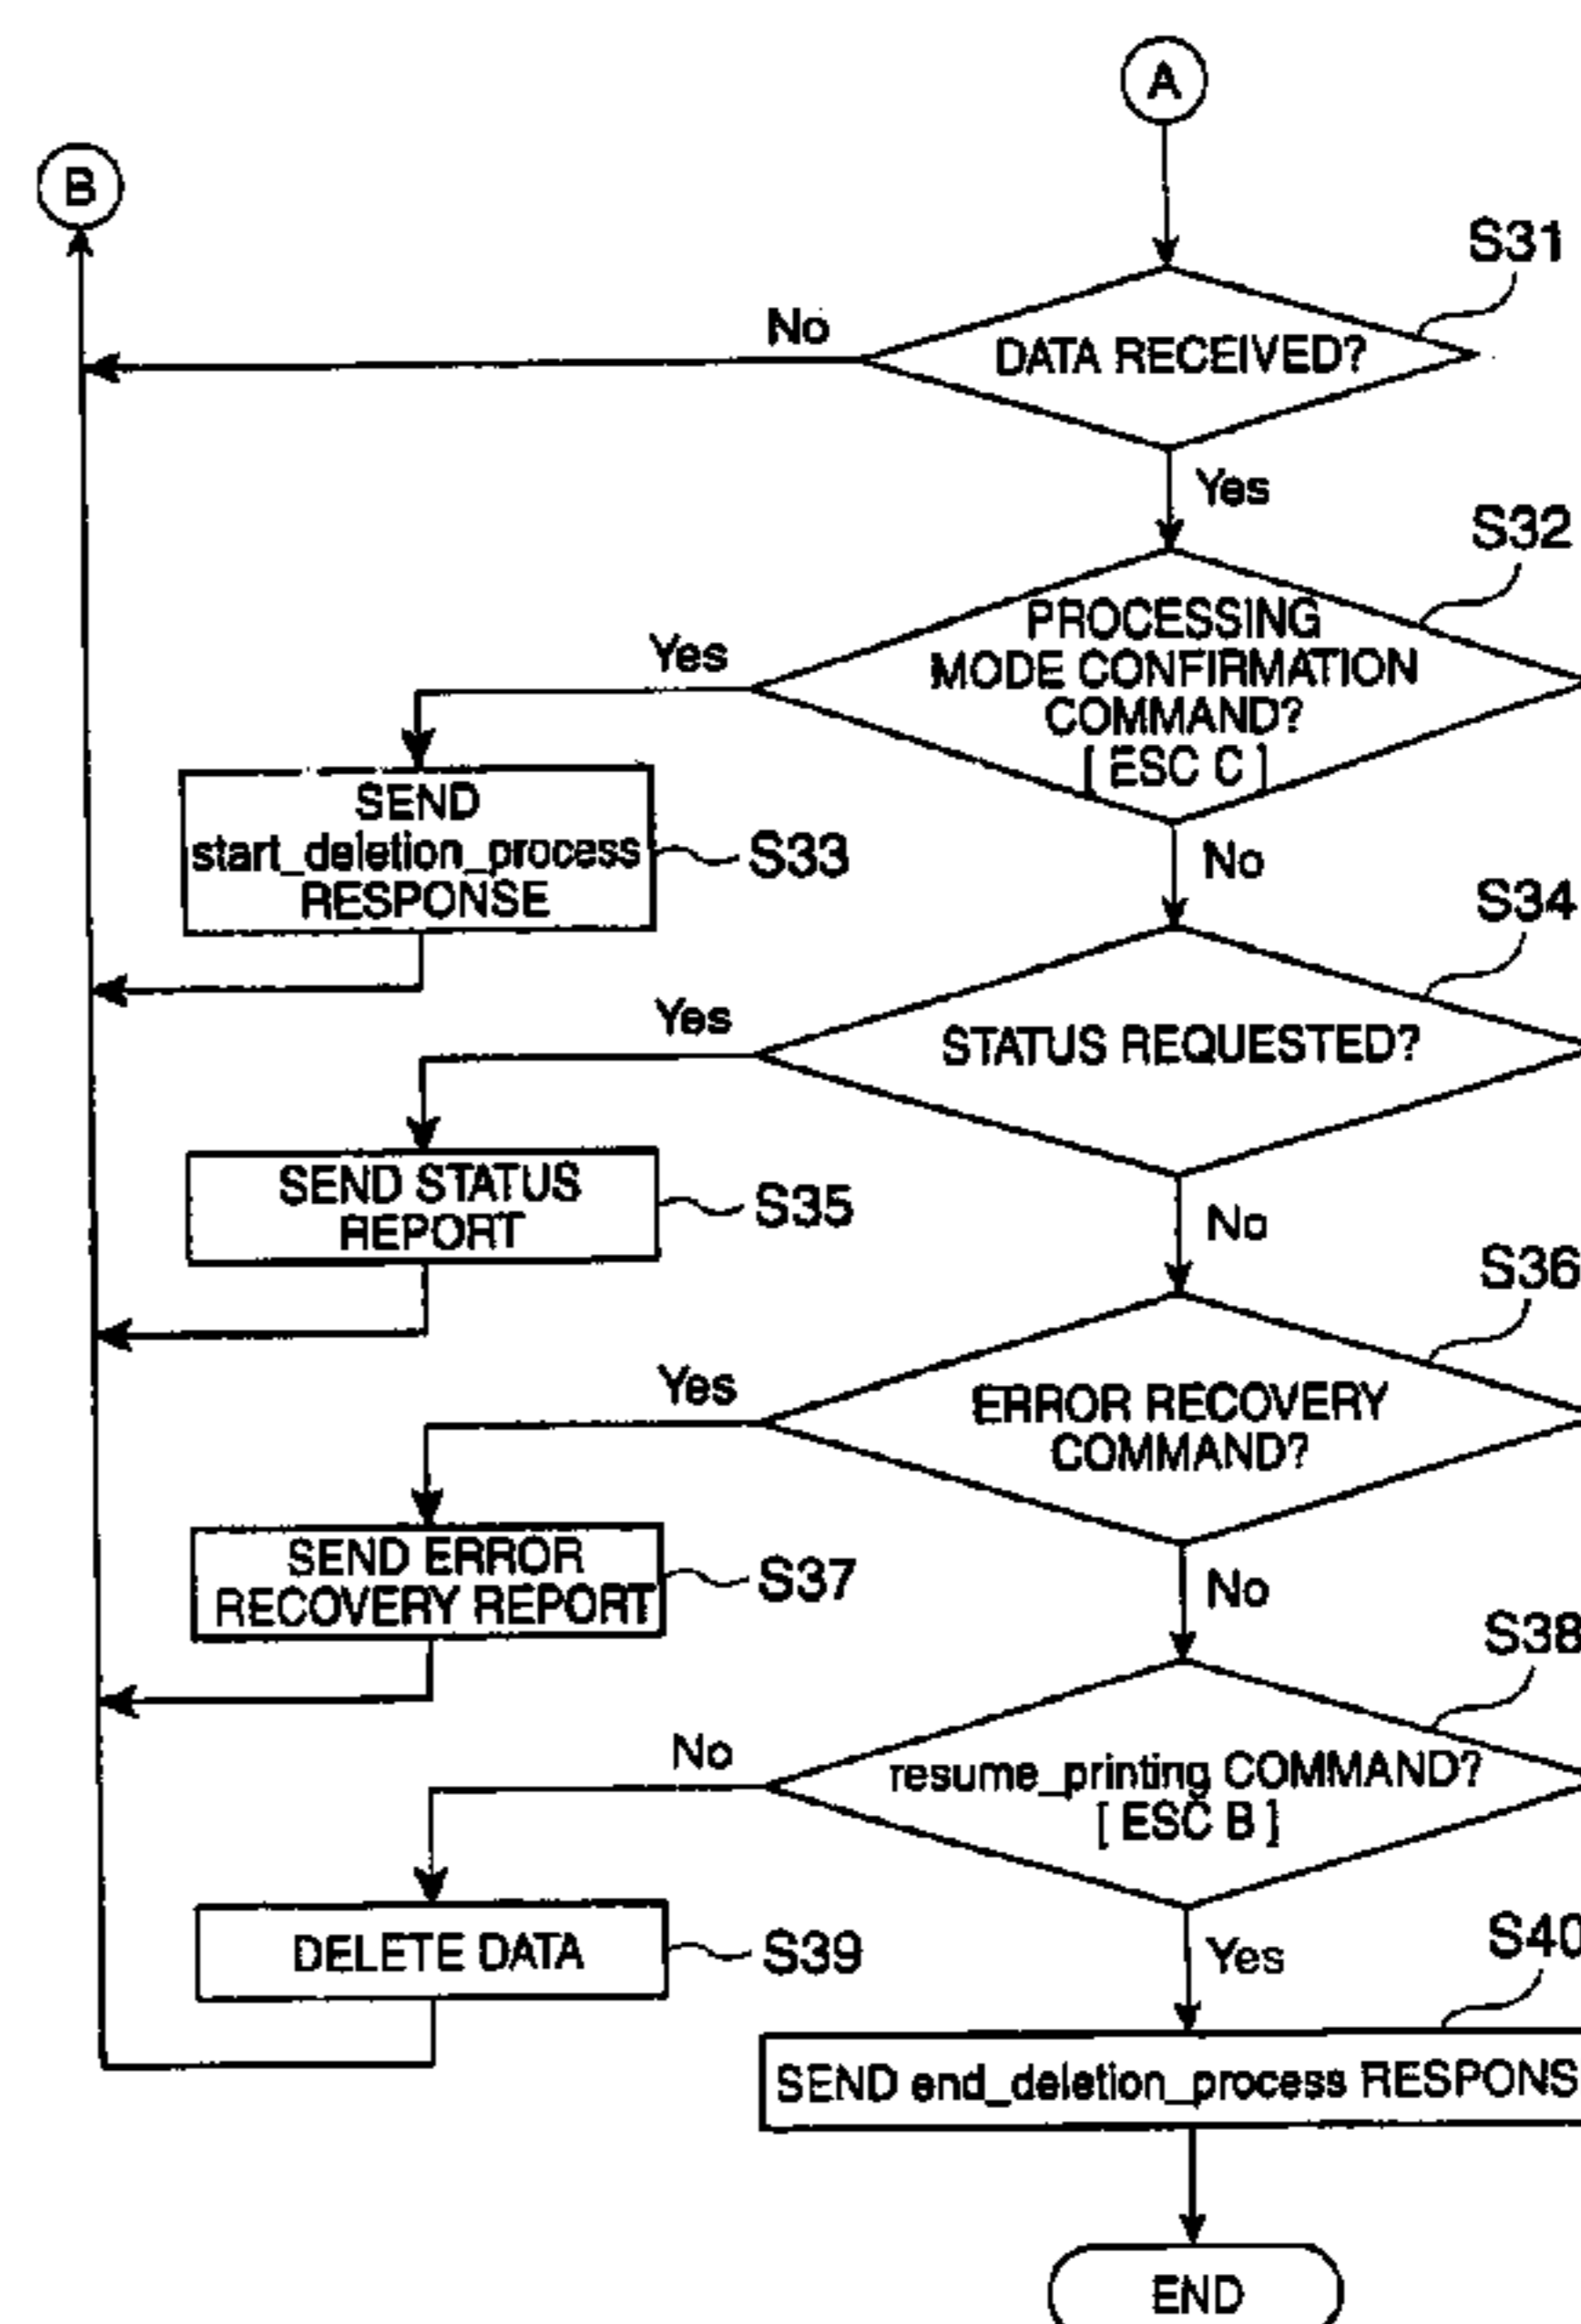 A
B
S31
No
DATA RECEIVED?
Yes
S32
PROCESSING
MODE CONFIRMATION
COMMAND?
[ ESC C ]
Yes
SEND
start_deletion_process
RESPONSE
S33
No
S34
Yes
STATUS REQUESTED?
SEND STATUS
REPORT
S35
No
S36
Yes
ERROR RECOVERY
COMMAND?
SEND ERROR
RECOVERY REPORT
S37
No
S38
No
resume_printing COMMAND?
[ ESC B ]
DELETE DATA
S39
Yes
S40
SEND end_deletion_process RESPONS
END